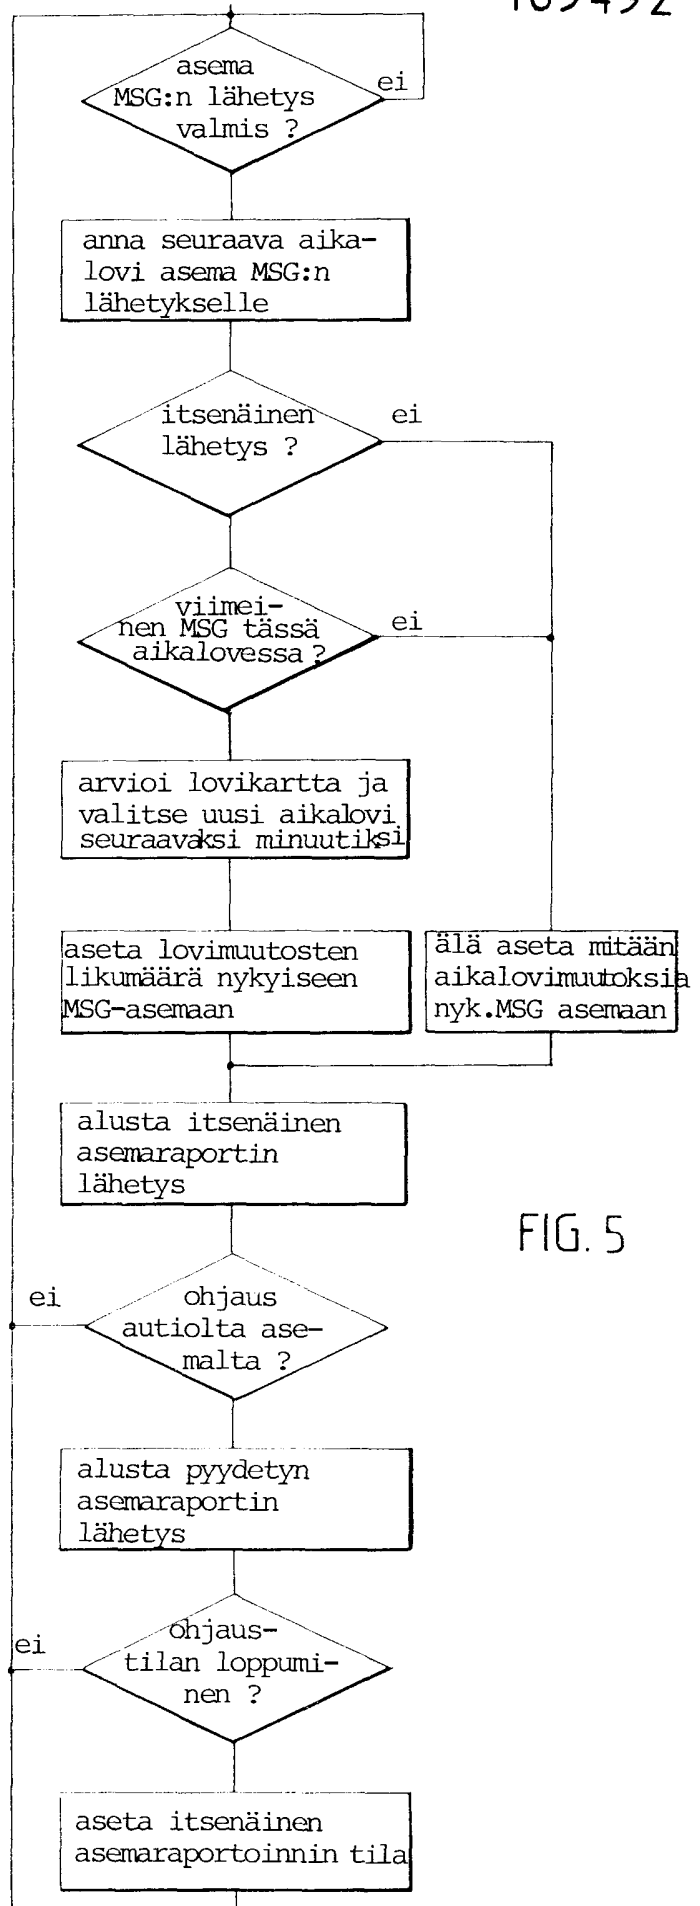 asema
MSG:n lähetys
valmis ?
ei
anna seuraava aika-
lovi asema MSG:n
lähetykselle
itsenäinen
lähetys ?
ei
viimei-
nen MSG tässä
aikalovessa ?
ei
arvioi lovikartta ja
valitse uusi aikalovi
seuraavaksi minuutiksi
aseta lovimuutosten
likumäärä nykyiseen
MSG-asemaan
älä aseta mitään
aikalovimuutoksia
nyk.MSG asemaan
alusta itsenäinen
asemaraportin
lähetys
FIG. 5
ei
ohjaus
autiolta ase-
malta ?
alusta pyydetyn
asemaraportin
lähetys
ei
ohjaus-
tilan loppumi-
nen ?
aseta itsenäinen
asemaraportoinnin tila